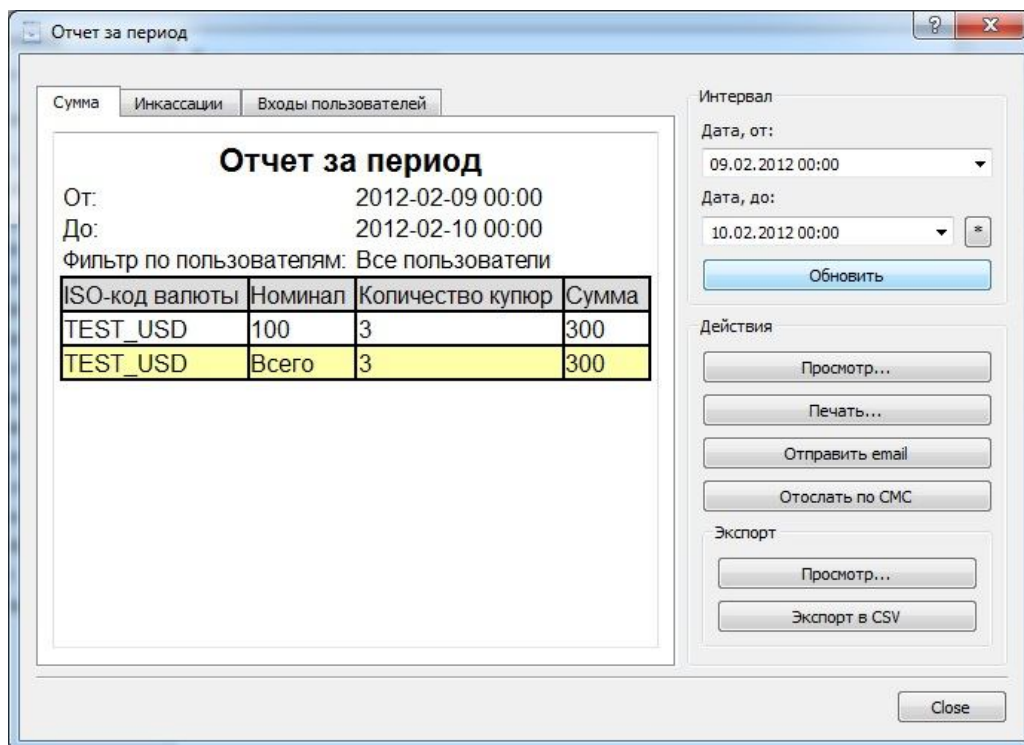 Отчет за период
Сумма Инкассации Входы пользователей
Отчет за период
От: 2012-02-09 00:00
До: 2012-02-10 00:00
Фильтр по пользователям: Все пользователи
ISO-код валюты Номинал Количество купюр Сумма
TEST_USD 100 3 300
TEST_USD Всего 3 300
Интервал
Дата, от:
09.02.2012 00:00
Дата, до:
10.02.2012 00:00 *
Обновить
Действия
Просмотр...
Печать...
Отправить email
Отослать по СМС
Экспорт
Просмотр...
Экспорт в CSV
Close